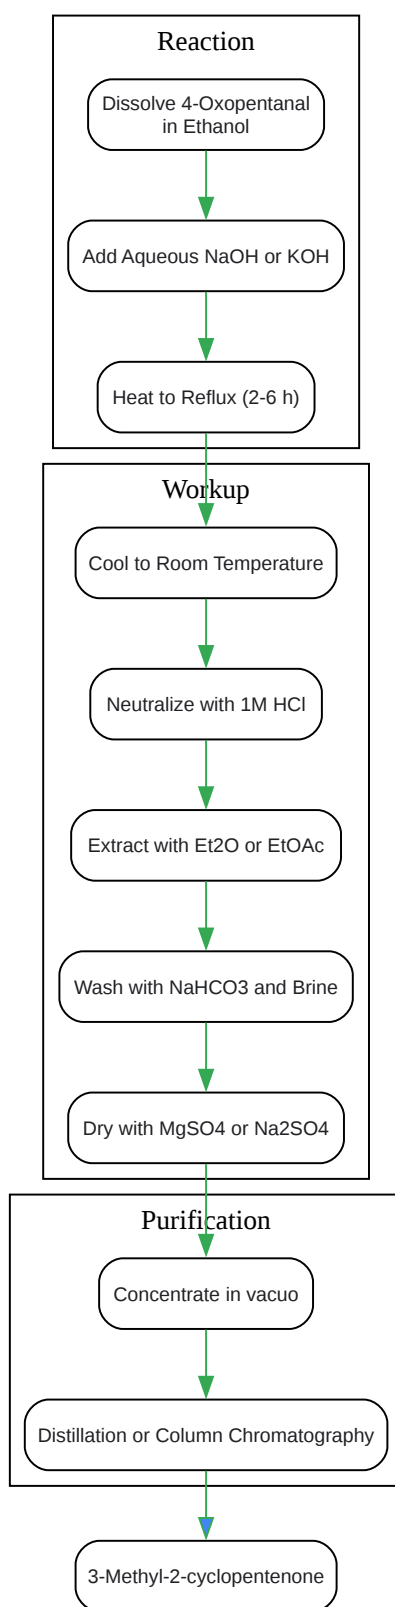 Reaction
Dissolve 4-Oxopentanal
in Ethanol
Add Aqueous NaOH or KOH
Heat to Reflux (2-6 h)
Workup
Cool to Room Temperature
Neutralize with 1M HCl
Extract with Et2O or EtOAc
Wash with NaHCO3 and Brine
Dry with MgSO4 or Na2SO4
Purification
Concentrate in vacuo
Distillation or Column Chromatography
3-Methyl-2-cyclopentenone